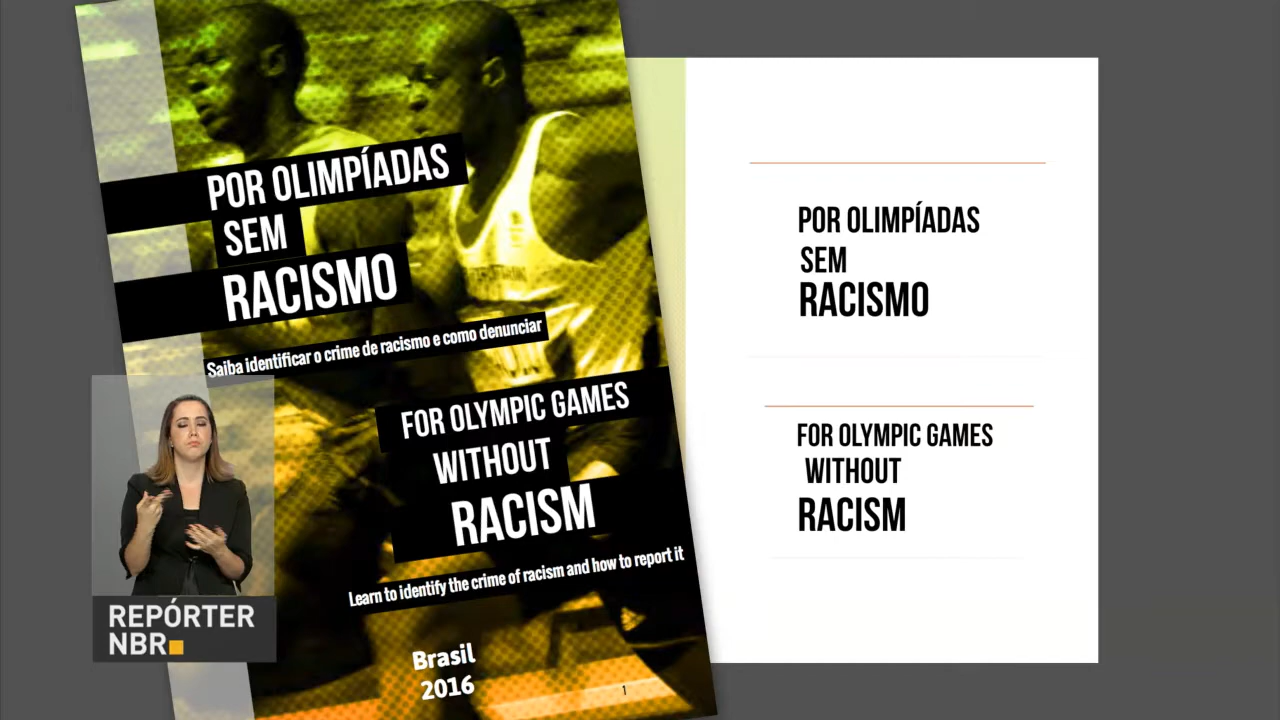 POR OLIMPÍADAS
SEM
RACISMO
Saiba identificar o crime de racismo e como denunciar
FOR OLYMPIC GAMES
WITHOUT
RACISM
Learn to identify the crime of racism and how to report it
Brasil
2016
1
POR OLIMPÍADAS
SEM
RACISMO
FOR OLYMPIC GAMES
WITHOUT
RACISM
REPÓRTER
NBR